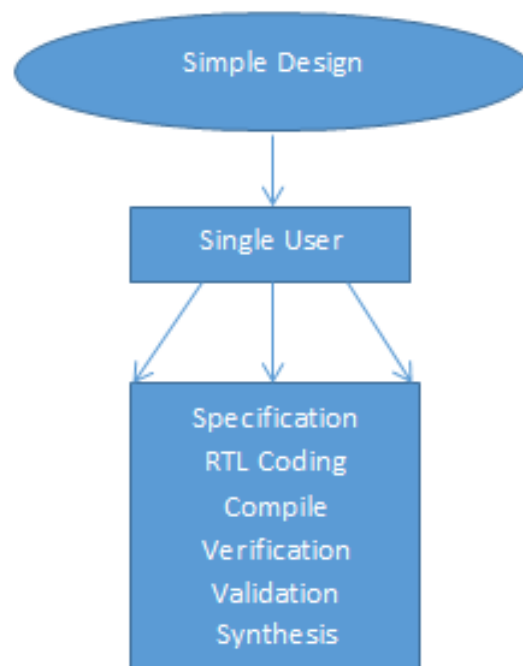 Simple Design
Single User
Specification
RTL Coding
Compile
Verification
Validation
Synthesis